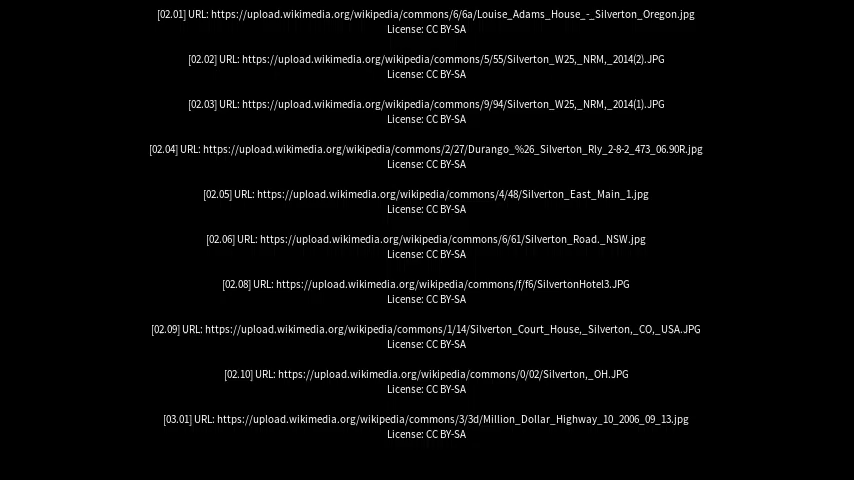 [02.01] URL: https://upload.wikimedia.org/wikipedia/commons/6/6a/Louise_Adams_House_-_Silverton_Oregon.jpg
License: CC BY-SA
[02.02] URL: https://upload.wikimedia.org/wikipedia/commons/5/55/Silverton_W25,_NRM,_2014(2).JPG
License: CC BY-SA
[02.03] URL: https://upload.wikimedia.org/wikipedia/commons/9/94/Silverton_W25,_NRM,_2014(1).JPG
License: CC BY-SA
[02.04] URL: https://upload.wikimedia.org/wikipedia/commons/2/27/Durango_%26_Silverton_Rly_2-8-2_473_06.90R.jpg
License: CC BY-SA
[02.05] URL: https://upload.wikimedia.org/wikipedia/commons/4/48/Silverton_East_Main_1.jpg
License: CC BY-SA
[02.06] URL: https://upload.wikimedia.org/wikipedia/commons/6/61/Silverton_Road._NSW.jpg
License: CC BY-SA
[02.08] URL: https://upload.wikimedia.org/wikipedia/commons/f/f6/SilvertonHotel3.JPG
License: CC BY-SA
[02.09] URL: https://upload.wikimedia.org/wikipedia/commons/1/14/Silverton_Court_House,_Silverton,_CO,_USA.JPG
License: CC BY-SA
[02.10] URL: https://upload.wikimedia.org/wikipedia/commons/0/02/Silverton,_OH.JPG
License: CC BY-SA
[03.01] URL: https://upload.wikimedia.org/wikipedia/commons/3/3d/Million_Dollar_Highway_10_2006_09_13.jpg
License: CC BY-SA